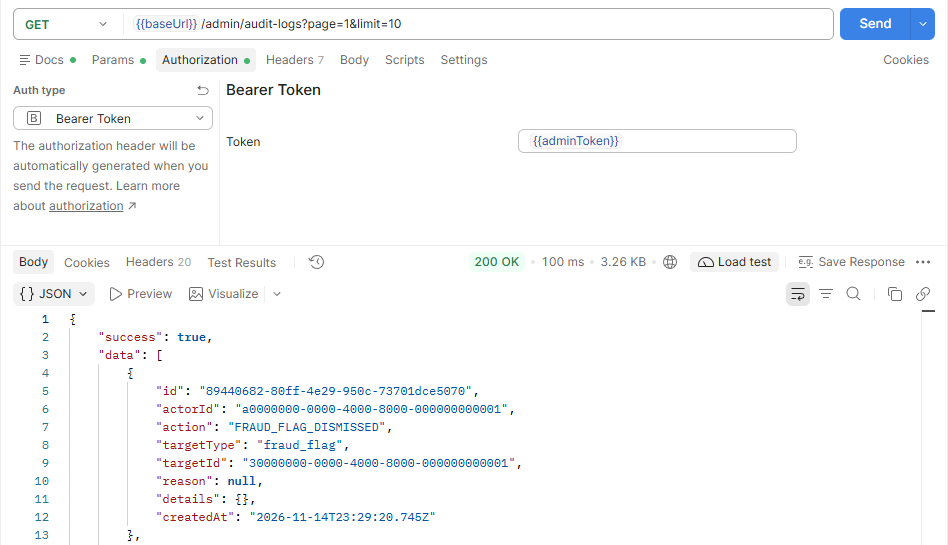 GET {{baseUrl}} /admin/audit-logs?page=1&limit=10 Send
Docs Params Authorization Headers 7 Body Scripts Settings Cookies
Auth type
Bearer Token
B Bearer Token
The authorization header will be
automatically generated when you
send the request. Learn more
about authorization ↗
Token {{adminToken}}
Body Cookies Headers 20 Test Results 200 OK 100 ms 3.26 KB Load test e.g. Save Response
{} JSON Preview Visualize
1 {
2 "success": true,
3 "data": [
4 {
5 "id": "89440682-80ff-4e29-950c-73701dce5070",
6 "actorId": "a0000000-0000-4000-8000-000000000001",
7 "action": "FRAUD_FLAG_DISMISSED",
8 "targetType": "fraud_flag",
9 "targetId": "30000000-0000-4000-8000-000000000001",
10 "reason": null,
11 "details": {},
12 "createdAt": "2026-11-14T23:29:20.745Z"
13 },